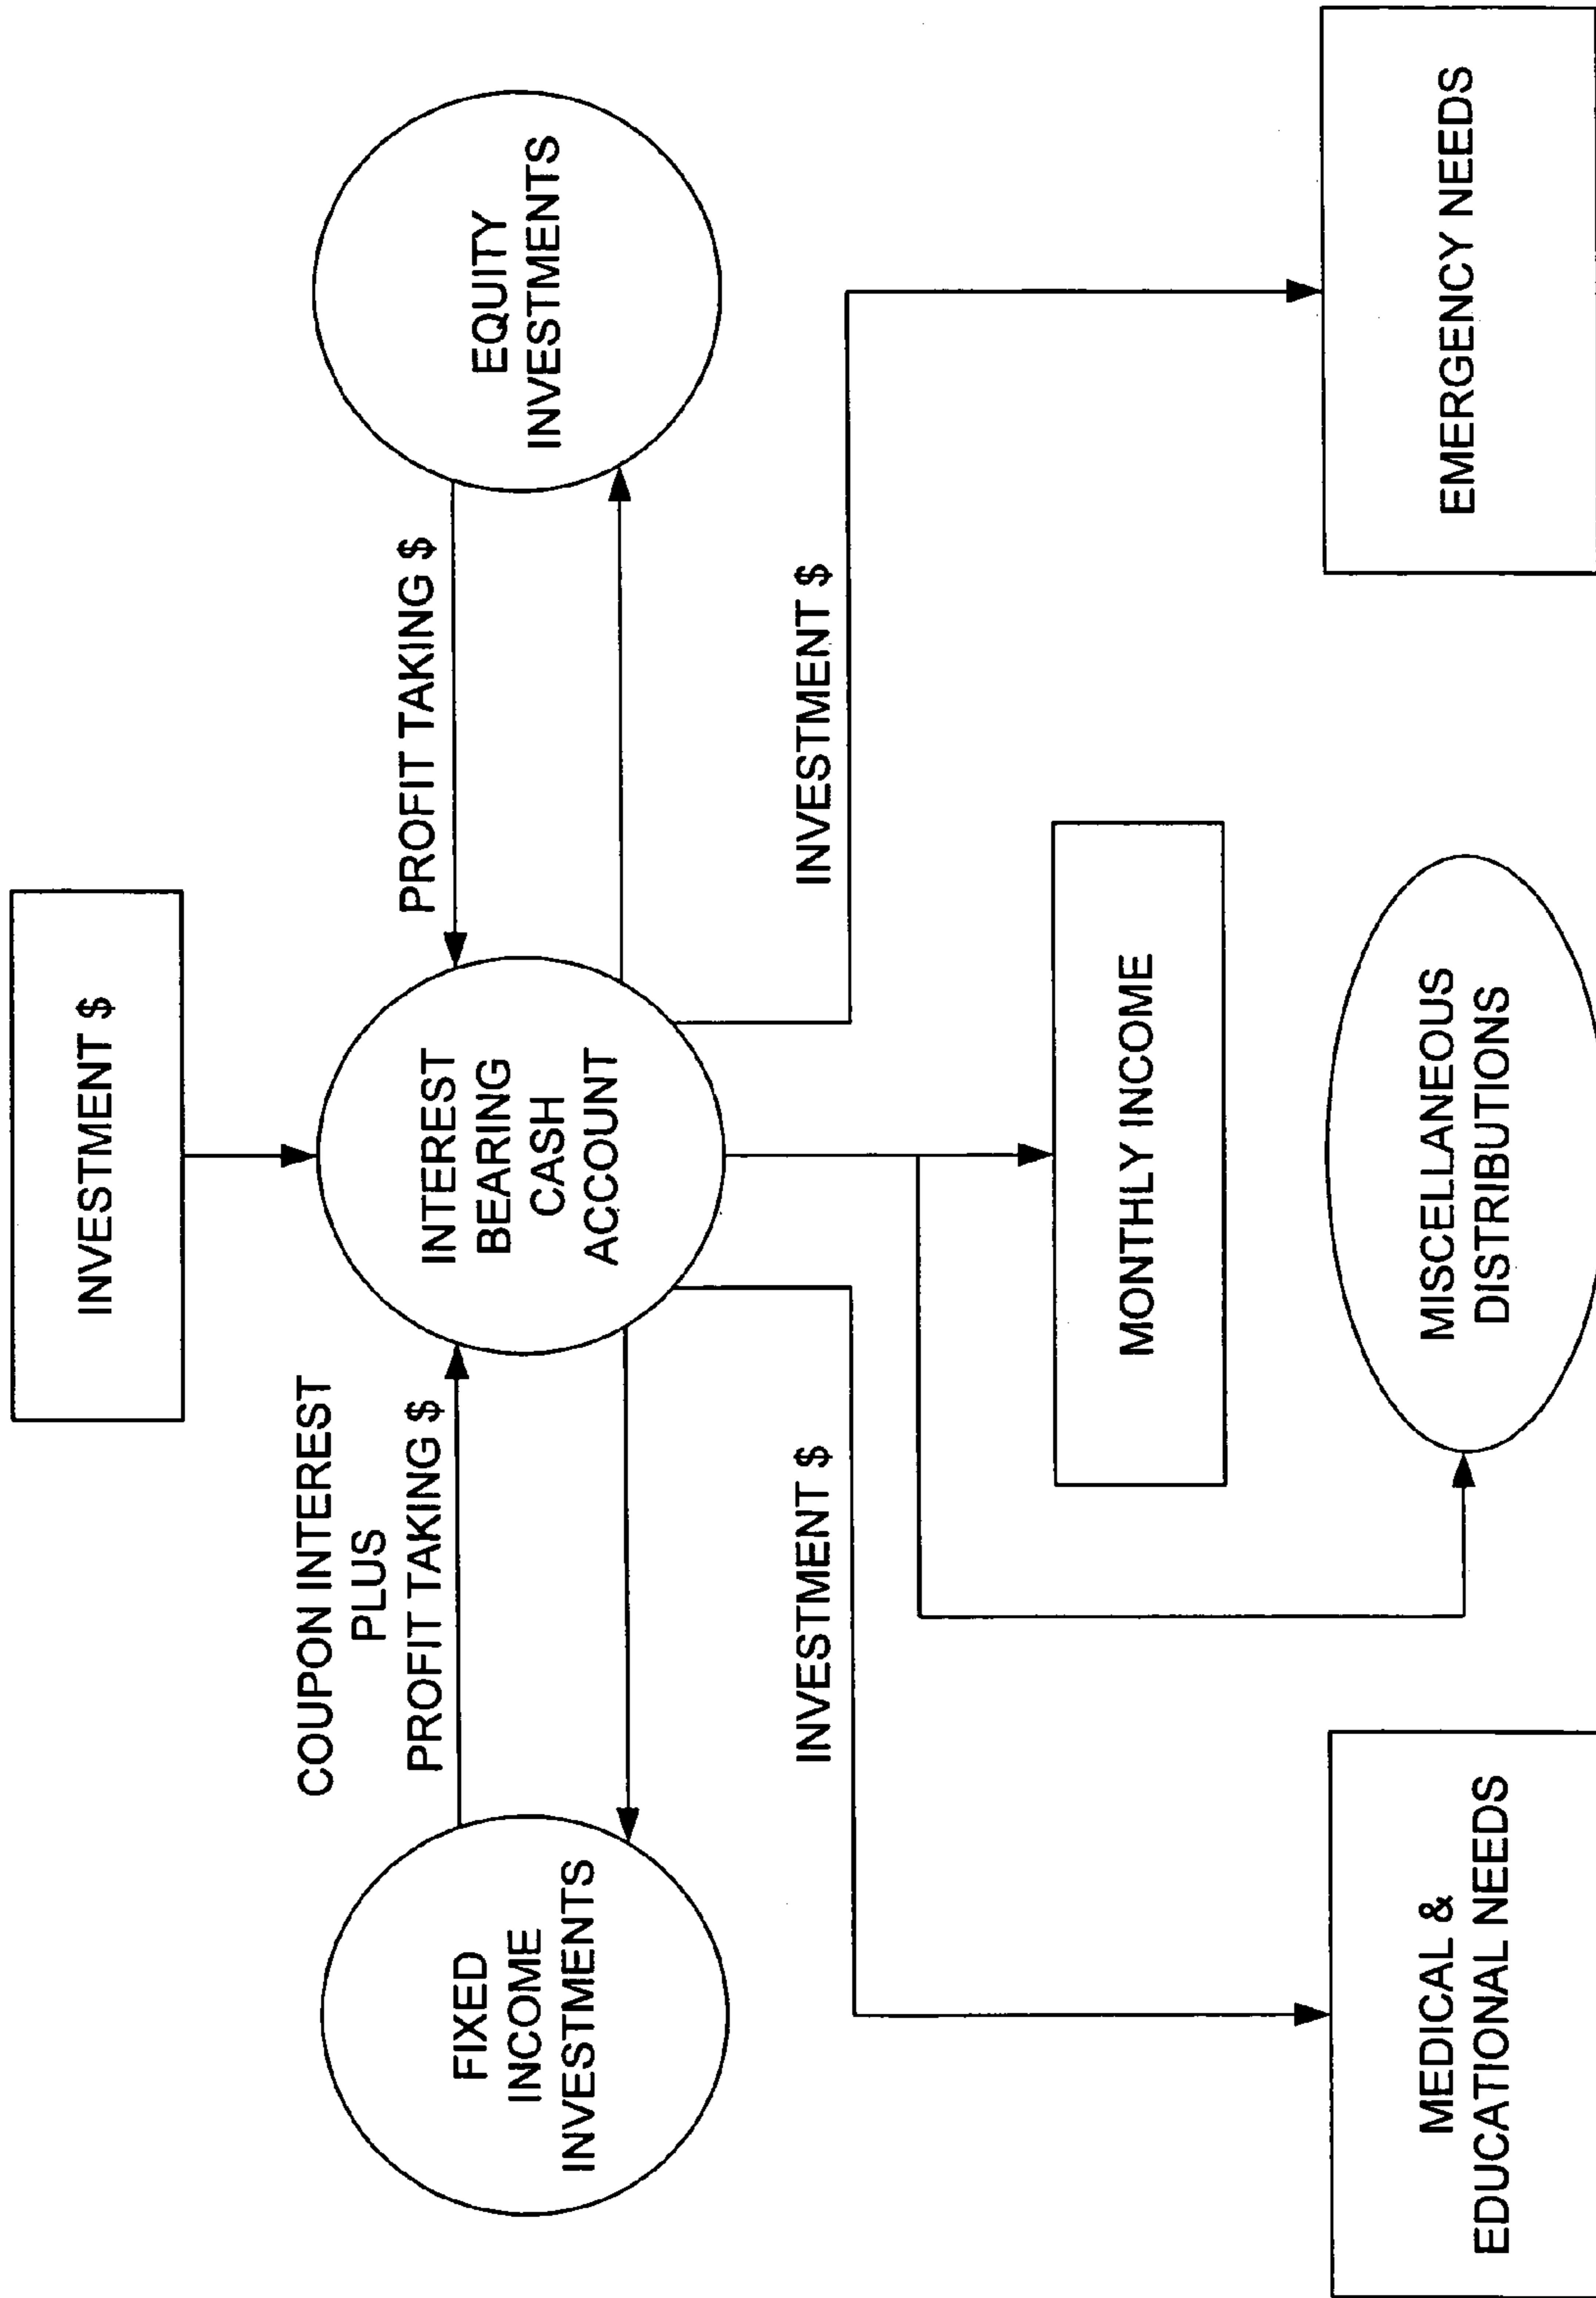 INVESTMENT $
COUPON INTEREST
PLUS
PROFIT TAKING $
PROFIT TAKING $
FIXED
INCOME
INVESTMENTS
INTEREST
BEARING
CASH
ACCOUNT
EQUITY
INVESTMENTS
INVESTMENT $
INVESTMENT $
MONTHLY INCOME
MEDICAL &
EDUCATIONAL NEEDS
MISCELLANEOUS
DISTRIBUTIONS
EMERGENCY NEEDS